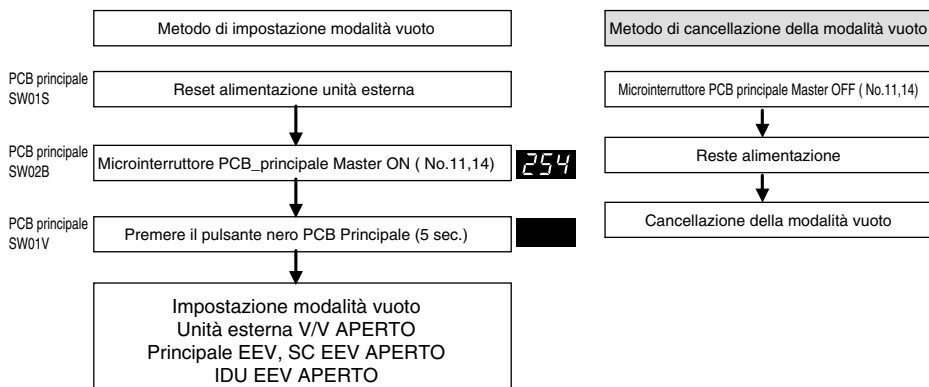 Metodo di impostazione modalità vuoto
PCB principale
SW01S
Reset alimentazione unità esterna
PCB principale
SW02B
Microinterruttore PCB_principale Master ON ( No.11,14)
254
PCB principale
SW01V
Premere il pulsante nero PCB Principale (5 sec.)
Impostazione modalità vuoto
Unità esterna V/V APERTO
Principale EEV, SC EEV APERTO
IDU EEV APERTO
Metodo di cancellazione della modalità vuoto
Microinterruttore PCB principale Master OFF ( No.11,14)
Reste alimentazione
Cancellazione della modalità vuoto